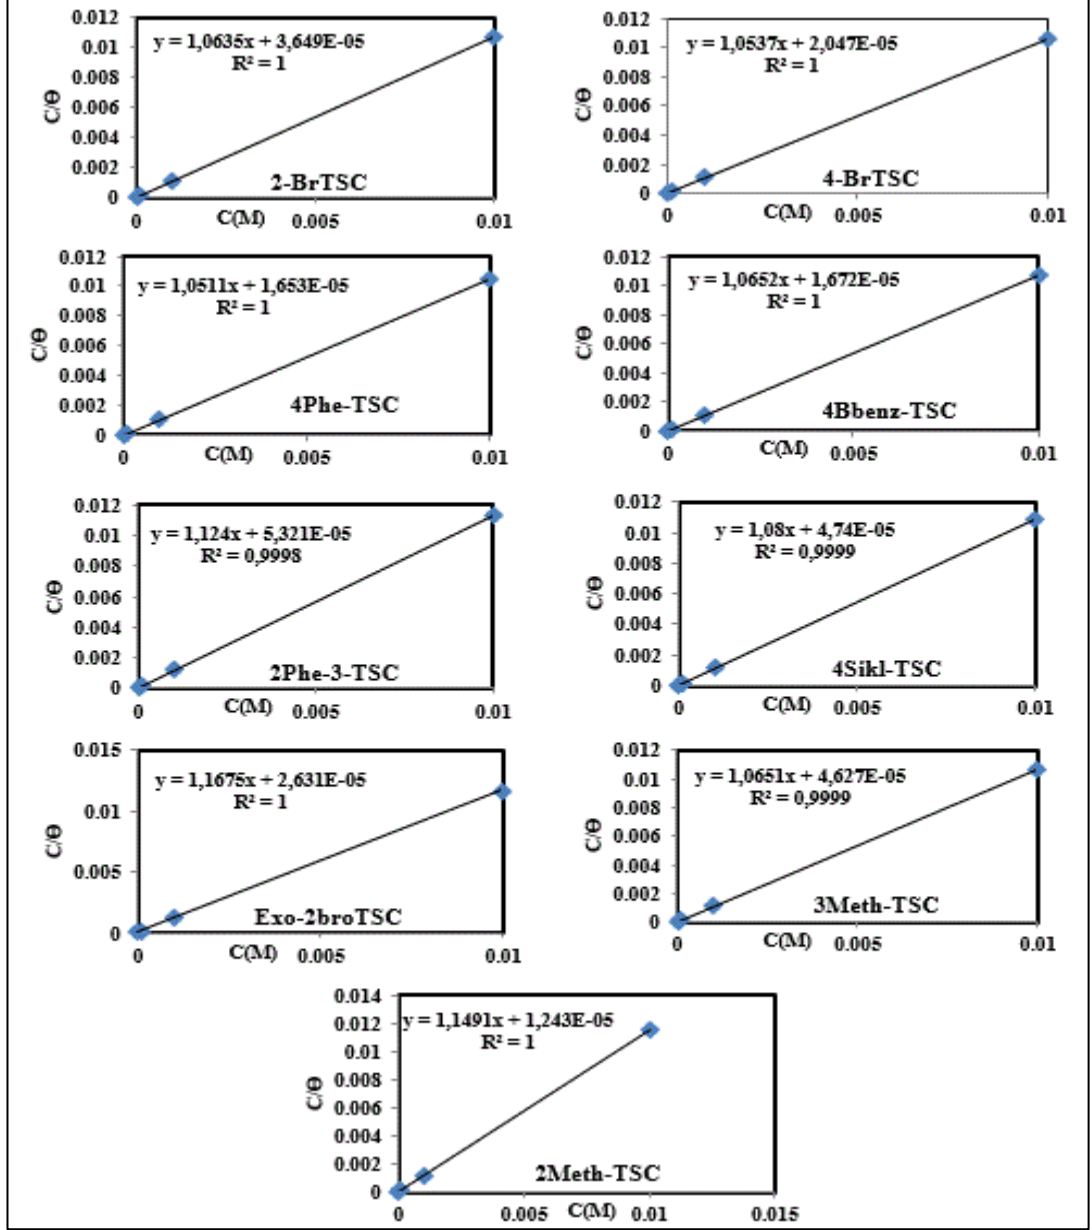 0.012
y = 1,0635x + 3,649E-05
0.01
R² = 1
0.008
C/Θ
0.006
0.004
0.002
2-BrTSC
0
0
C(M)
0.005
0.01
0.012
y = 1,0537x + 2,047E-05
0.01
R² = 1
0.008
C/Θ
0.006
0.004
0.002
4-BrTSC
0
0
C(M)
0.005
0.01
0.012
y = 1,0511x + 1,653E-05
0.01
R² = 1
0.008
C/Θ
0.006
0.004
0.002
4Phe-TSC
0
0
C(M)
0.005
0.01
0.012
y = 1,0652x + 1,672E-05
0.01
R² = 1
0.008
C/Θ
0.006
0.004
0.002
4Bbenz-TSC
0
0
C(M)
0.005
0.01
0.012
y = 1,124x + 5,321E-05
0.01
R² = 0,9998
0.008
C/Θ
0.006
0.004
0.002
2Phe-3-TSC
0
0
C(M)
0.005
0.01
0.012
y = 1,08x + 4,74E-05
0.01
R² = 0,9999
0.008
C/Θ
0.006
0.004
0.002
4Sikl-TSC
0
0
C(M)
0.005
0.01
0.015
y = 1,1675x + 2,631E-05
R² = 1
0.01
C/Θ
0.005
Exo-2broTSC
0
0
C(M)
0.005
0.01
0.012
y = 1,0651x + 4,627E-05
0.01
R² = 0,9999
0.008
C/Θ
0.006
0.004
0.002
3Meth-TSC
0
0
C(M)
0.005
0.01
0.014
y = 1,1491x + 1,243E-05
0.012
R² = 1
0.01
0.008
C/Θ
0.006
0.004
0.002
2Meth-TSC
0
0
0.005
C(M)
0.01
0.015